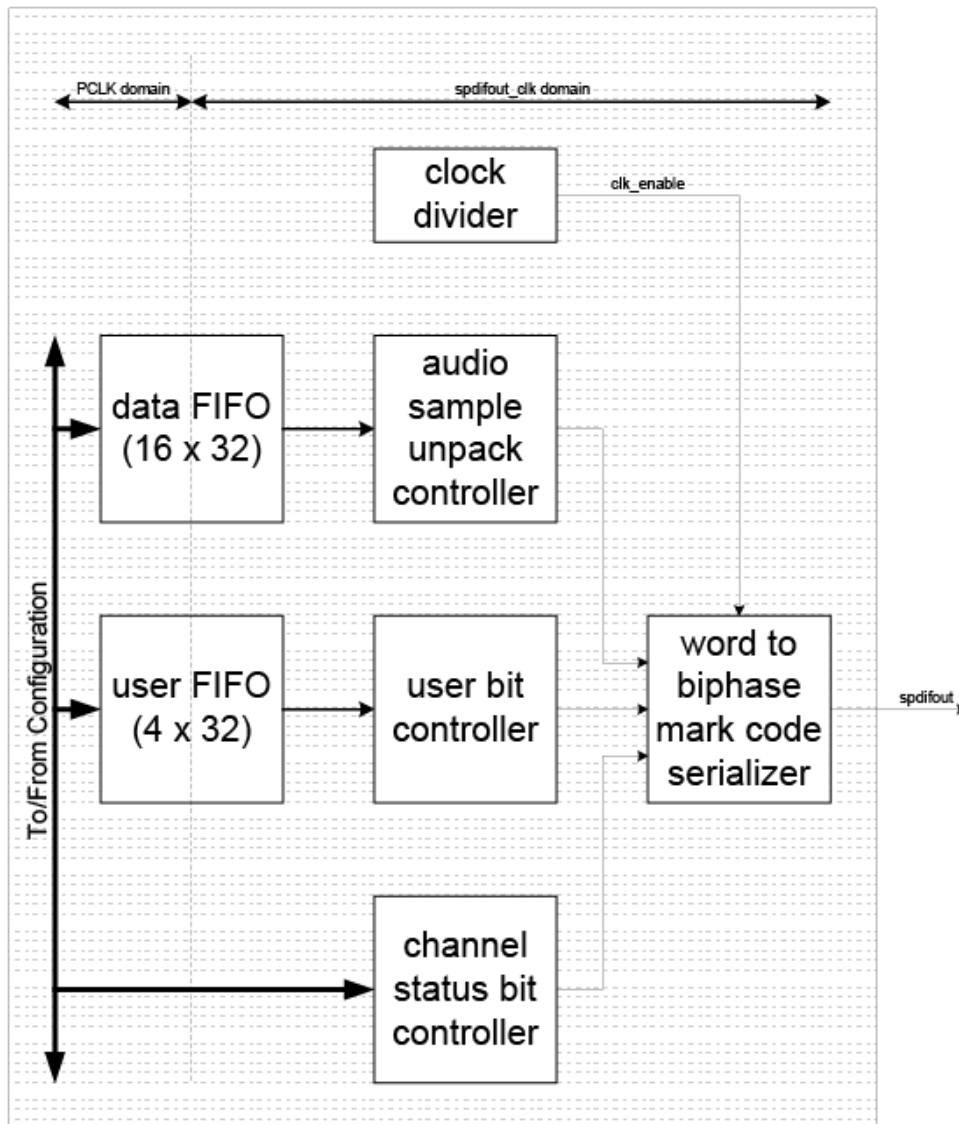 PCLK domain
spdifout_clk domain
clock
divider
clk_enable
data FIFO
(16 x 32)
audio
sample
unpack
controller
To/From Configuration
user FIFO
(4 x 32)
user bit
controller
word to
biphase
mark code
serializer
spdifout
channel
status bit
controller